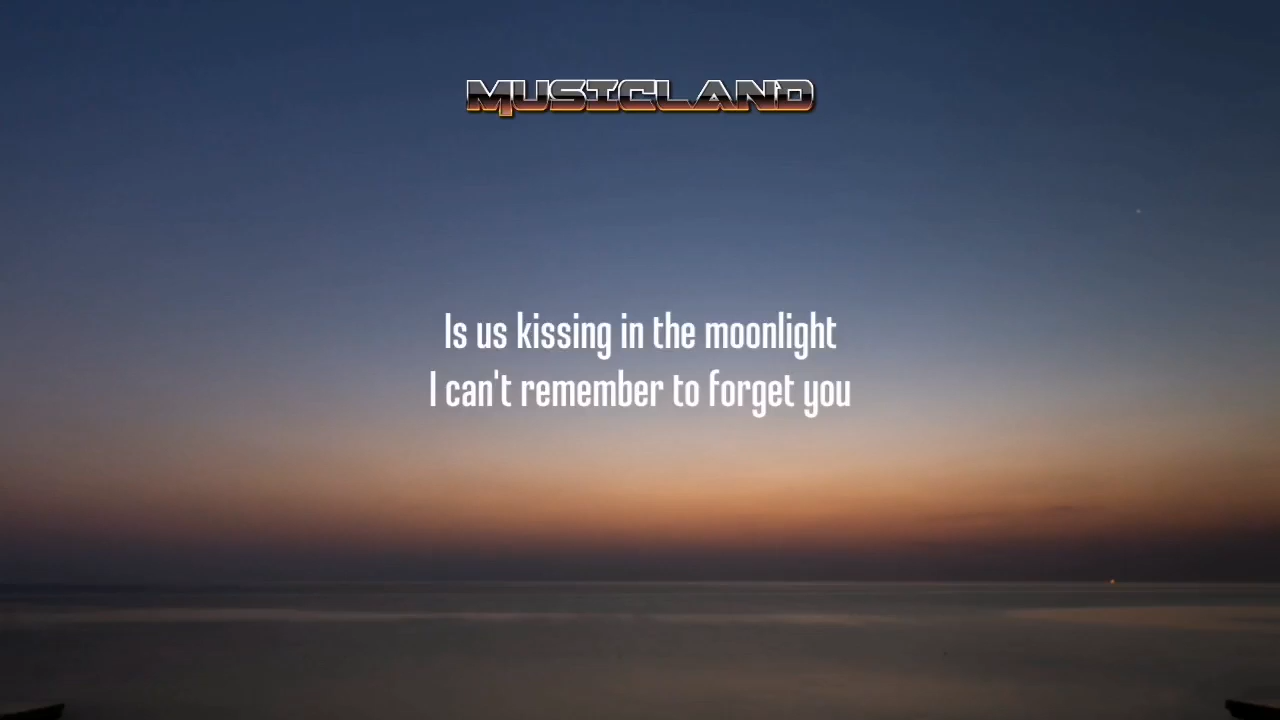 MUSICLAND
Is us kissing in the moonlight
I can't remember to forget you